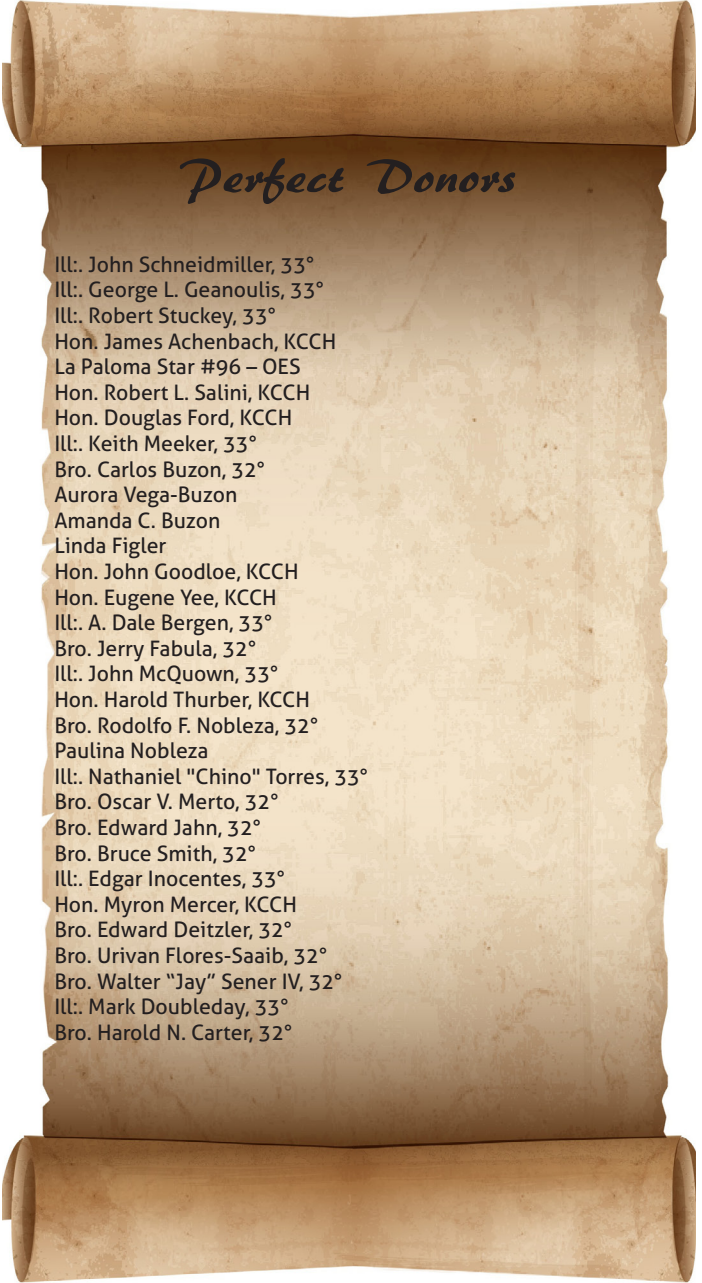 Perfect Donors
Ill:. John Schneidmiller, 33°
Ill:. George L. Geanoulis, 33°
Ill:. Robert Stuckey, 33°
Hon. James Achenbach, KCCH
La Paloma Star #96 – OES
Hon. Robert L. Salini, KCCH
Hon. Douglas Ford, KCCH
Ill:. Keith Meeker, 33°
Bro. Carlos Buzon, 32°
Aurora Vega-Buzon
Amanda C. Buzon
Linda Figler
Hon. John Goodloe, KCCH
Hon. Eugene Yee, KCCH
Ill:. A. Dale Bergen, 33°
Bro. Jerry Fabula, 32°
Ill:. John McQuown, 33°
Hon. Harold Thurber, KCCH
Bro. Rodolfo F. Nobleza, 32°
Paulina Nobleza
Ill:. Nathaniel "Chino" Torres, 33°
Bro. Oscar V. Merto, 32°
Bro. Edward Jahn, 32°
Bro. Bruce Smith, 32°
Ill:. Edgar Inocentes, 33°
Hon. Myron Mercer, KCCH
Bro. Edward Deitzler, 32°
Bro. Urivan Flores-Saaib, 32°
Bro. Walter “Jay” Sener IV, 32°
Ill:. Mark Doubleday, 33°
Bro. Harold N. Carter, 32°